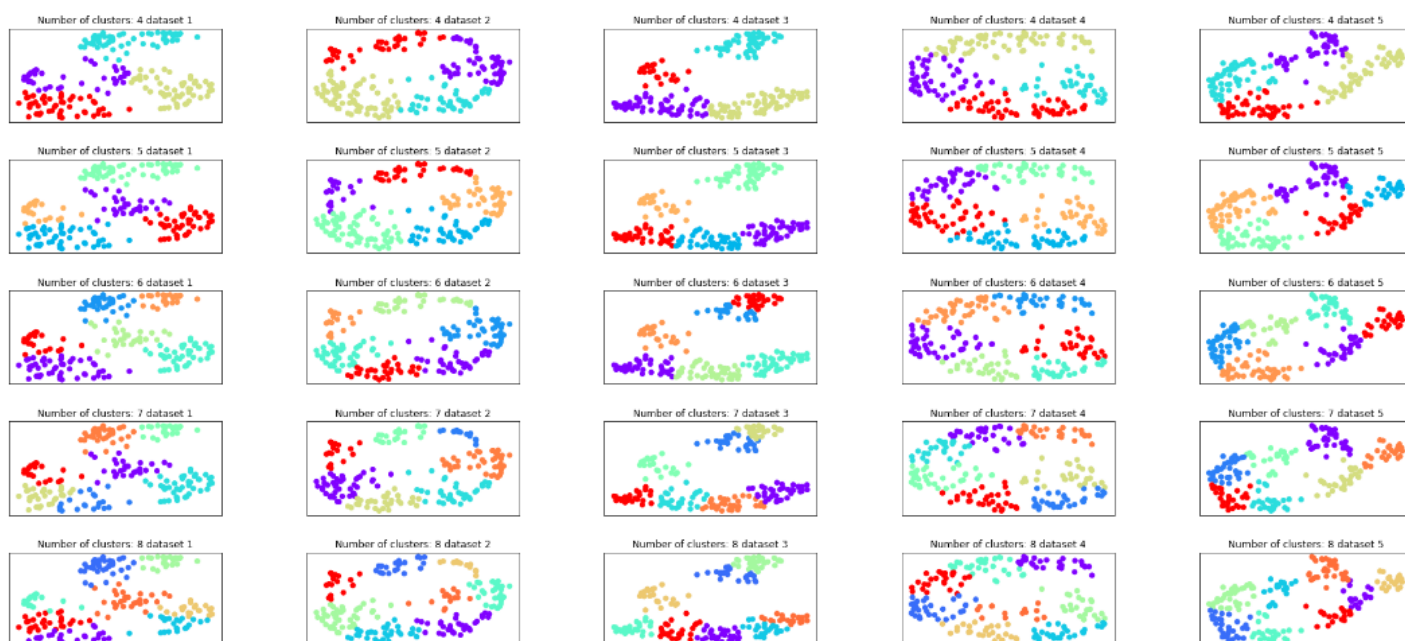 Number of clusters: 4 dataset 1
Number of clusters: 4 dataset 2
Number of clusters: 4 dataset 3
Number of clusters: 4 dataset 4
Number of clusters: 4 dataset 5
Number of clusters: 5 dataset 1
Number of clusters: 5 dataset 2
Number of clusters: 5 dataset 3
Number of clusters: 5 dataset 4
Number of clusters: 5 dataset 5
Number of clusters: 6 dataset 1
Number of clusters: 6 dataset 2
Number of clusters: 6 dataset 3
Number of clusters: 6 dataset 4
Number of clusters: 6 dataset 5
Number of clusters: 7 dataset 1
Number of clusters: 7 dataset 2
Number of clusters: 7 dataset 3
Number of clusters: 7 dataset 4
Number of clusters: 7 dataset 5
Number of clusters: 8 dataset 1
Number of clusters: 8 dataset 2
Number of clusters: 8 dataset 3
Number of clusters: 8 dataset 4
Number of clusters: 8 dataset 5